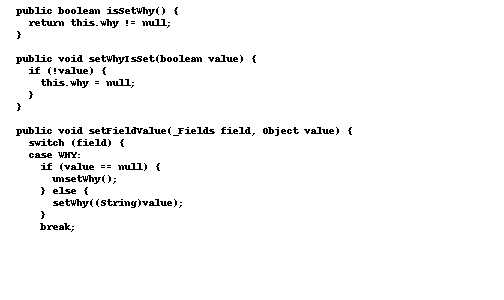 public boolean isSetWhy() {
return this.why != null;
}
public void setWhyIsSet(boolean value) {
if (!value) {
this.why = null;
}
}
public void setFieldValue(_Fields field, Object value) {
switch (field) {
case WHY:
if (value == null) {
unsetWhy();
} else {
setWhy((String)value);
}
break;